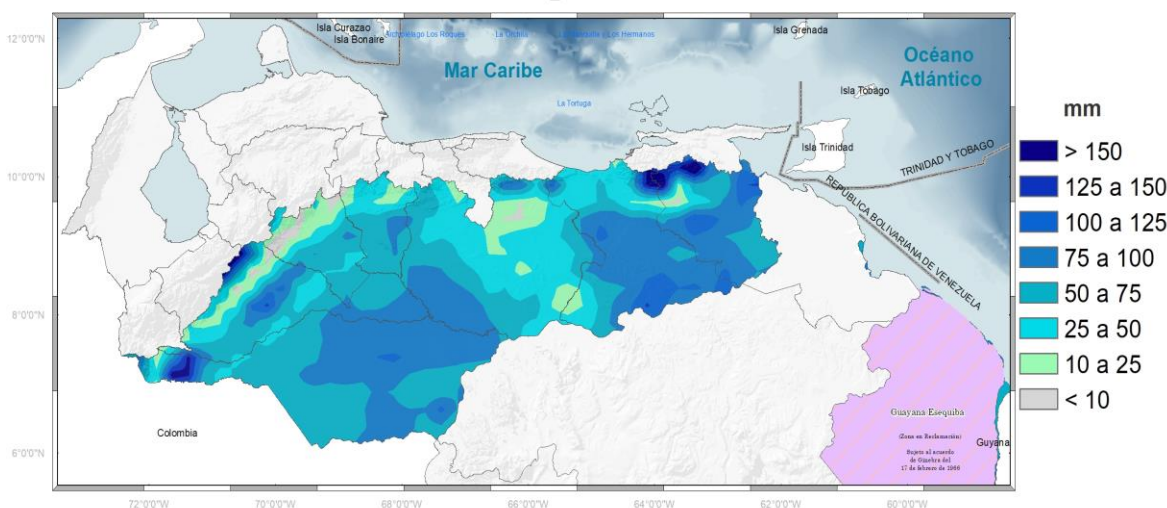 Isla Curazao
Isla Bonaire
Archipiélago Los Roques
La Orchila
Isla Grenada
12°0'0"N
Mar Caribe
Océano
Atlántico
La Tortuga
Isla Tobago
Isla Trinidad
TRINIDAD Y TOBAGO
REPÚBLICA BOLIVARIANA DE VENEZUELA
10°0'0"N
8°0'0"N
6°0'0"N
Colombia
Guayana Esequiba
(Zona en Reclamación)
Sujeto al acuerdo
de Ginebra del
17 de febrero de 1966
Guyana
72°0'0"W
70°0'0"W
68°0'0"W
66°0'0"W
64°0'0"W
62°0'0"W
60°0'0"W
mm
> 150
125 a 150
100 a 125
75 a 100
50 a 75
25 a 50
10 a 25
< 10